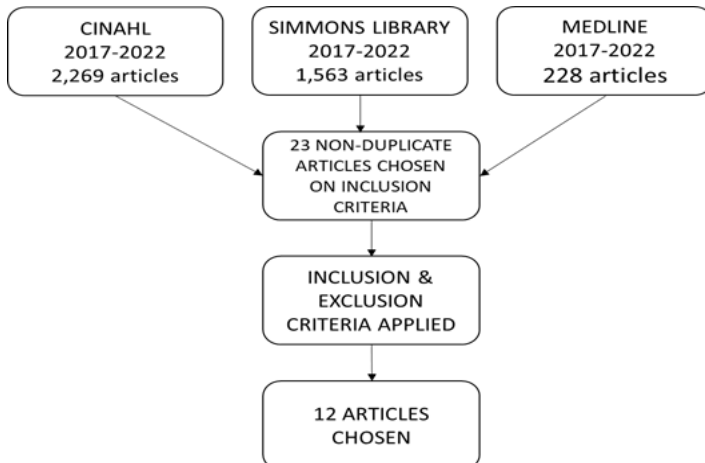 CINAHL
2017-2022
2,269 articles
SIMMONS LIBRARY
2017-2022
1,563 articles
MEDLINE
2017-2022
228 articles
23 NON-DUPLICATE
ARTICLES CHOSEN
ON INCLUSION
CRITERIA
INCLUSION &
EXCLUSION
CRITERIA APPLIED
12 ARTICLES
CHOSEN